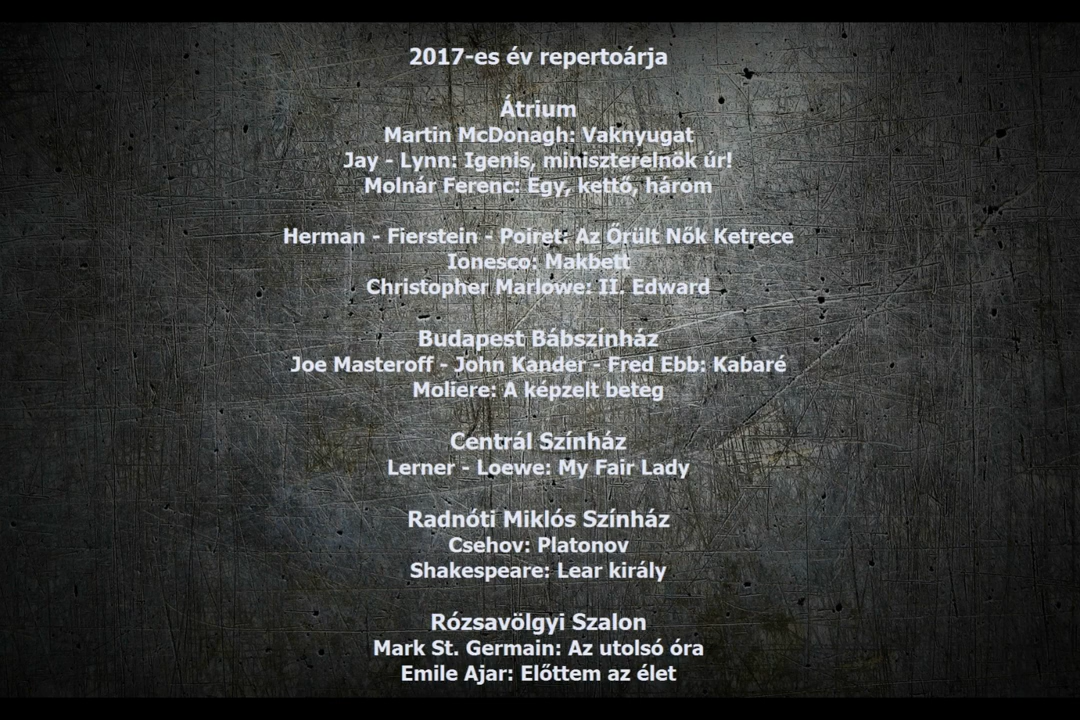 2017-es év repertoárja
Átrium
Martin McDonagh: Vaknyugat
Jay - Lynn: Igenis, miniszterelnök úr!
Molnár Ferenc: Egy, kettő, három
Herman - Fierstein - Poiret: Az Őrült Nők Ketrece
Ionesco: Makbett
Christopher Marlowe: II. Edward
Budapest Bábszínház
Joe Masteroff - John Kander - Fred Ebb: Kabaré
Moliere: A képzelt beteg
Centrál Színház
Lerner - Loewe: My Fair Lady
Radnóti Miklós Színház
Csehov: Platonov
Shakespeare: Lear király
Rózsavölgyi Szalon
Mark St. Germain: Az utolsó óra
Emile Ajar: Előttem az élet